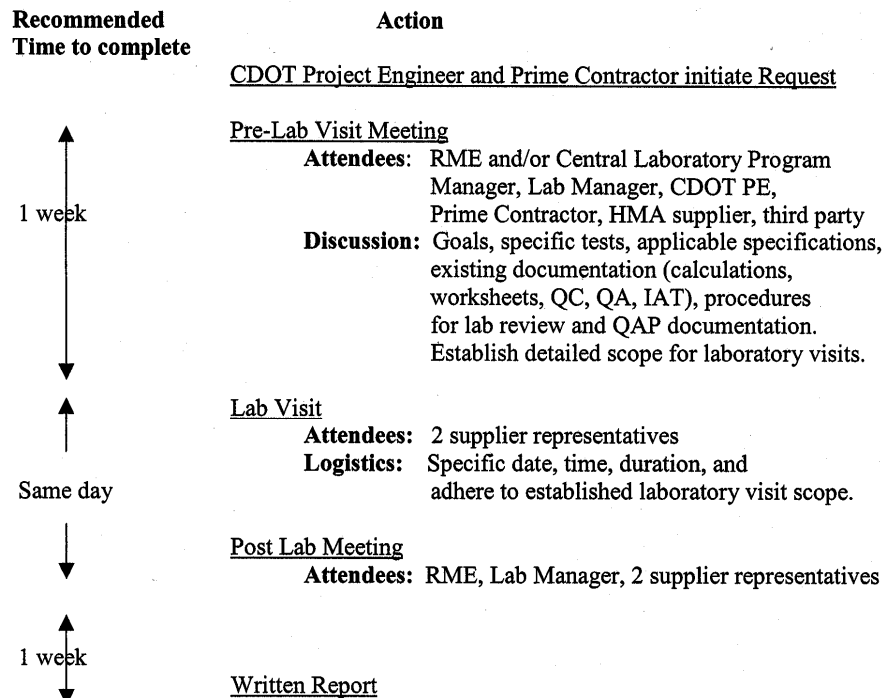 Recommended Action
Time to complete
CDOT Project Engineer and Prime Contractor initiate Request
Pre-Lab Visit Meeting
Attendees: RME and/or Central Laboratory Program
Manager, Lab Manager, CDOT PE,
1 week Prime Contractor, HMA supplier, third party
Discussion: Goals, specific tests, applicable specifications,
existing documentation (calculations,
worksheets, QC, QA, IAT), procedures
for lab review and QAP documentation.
Establish detailed scope for laboratory visits.
Lab Visit
Attendees: 2 supplier representatives
Logistics: Specific date, time, duration, and
Same day adhere to established laboratory visit scope.
Post Lab Meeting
Attendees: RME, Lab Manager, 2 supplier representatives
1 week
Written Report